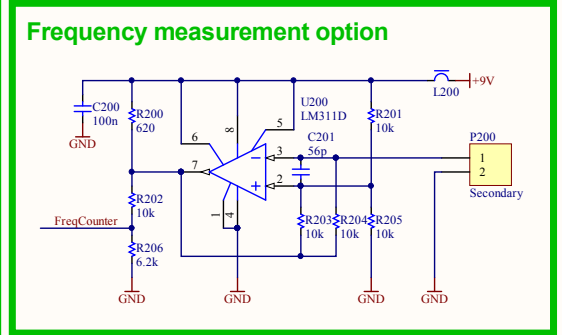 Frequency measurement option
+9V
L200
C200
100n
GND
R200
620
6
8
5
U200
LM311D
C201
56p
R201
10k
P200
1
2
Secondary
7
3
2
1
4
R202
10k
FreqCounter
R206
6.2k
R203
10k
R204
10k
R205
10k
GND
GND
GND
GND